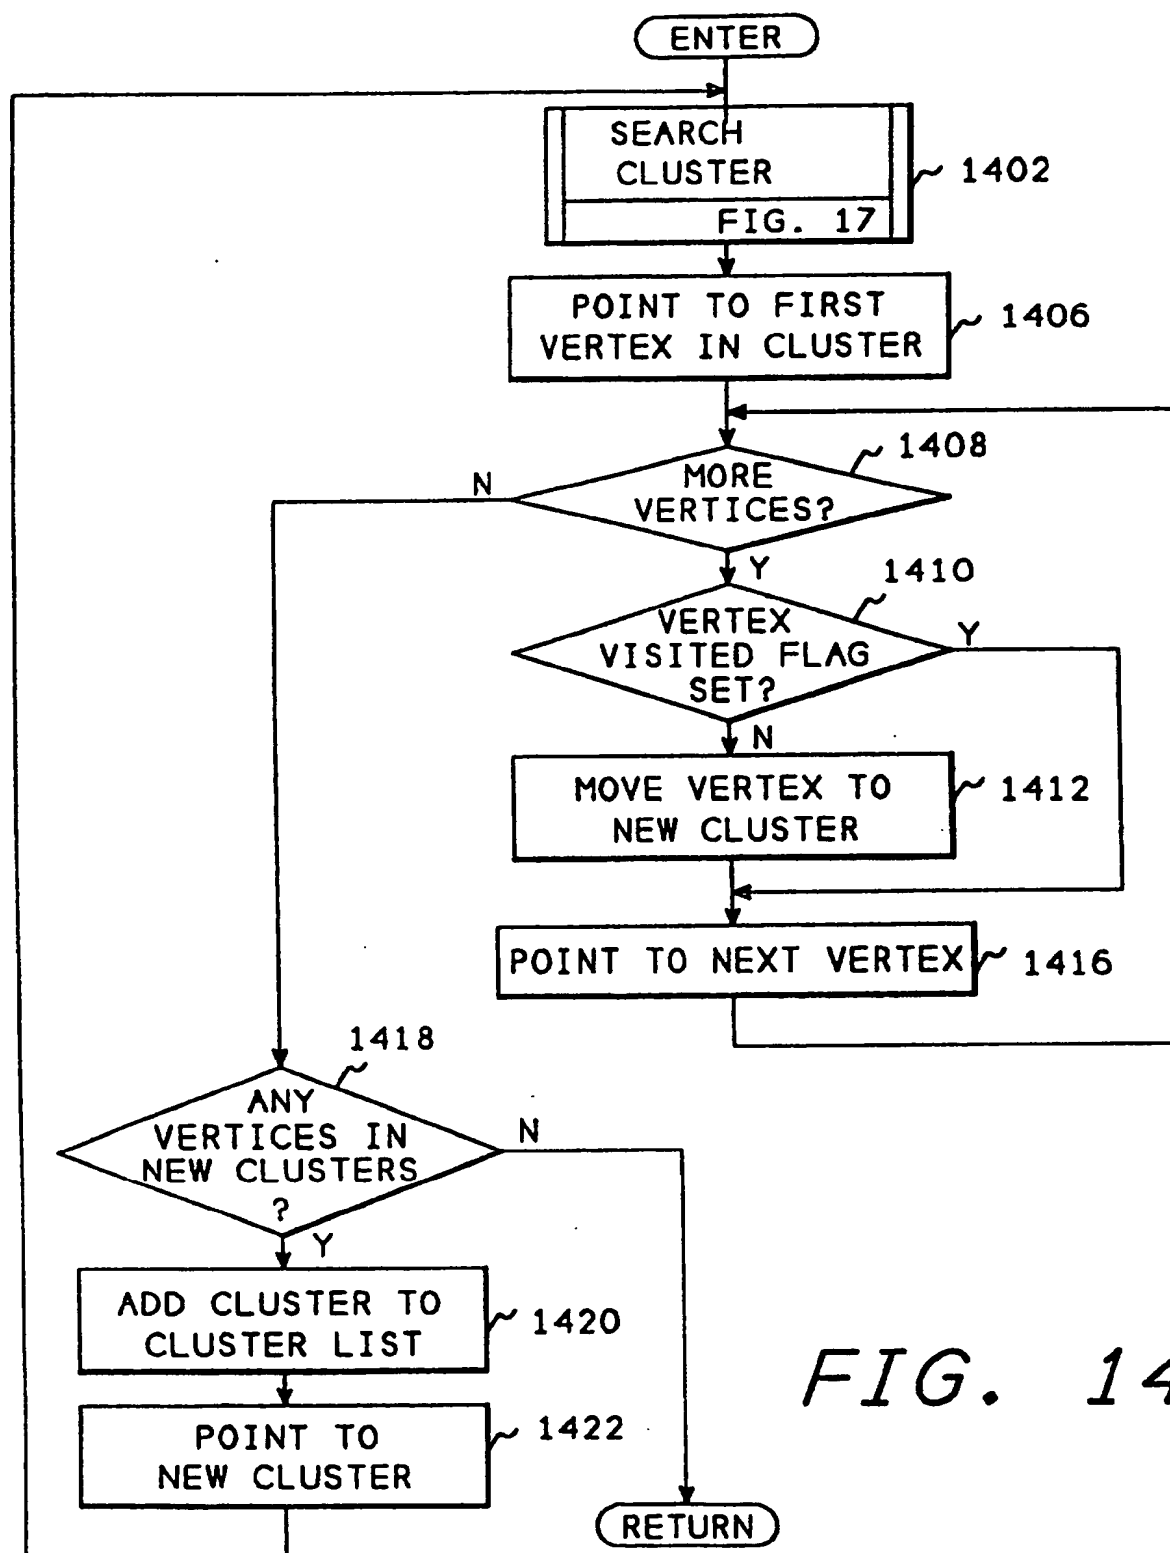 ENTER
SEARCH
CLUSTER
FIG. 17
1402
POINT TO FIRST
VERTEX IN CLUSTER
1406
1408
MORE
VERTICES?
N
Y
1410
VERTEX
VISITED FLAG
SET?
Y
N
MOVE VERTEX TO
NEW CLUSTER
1412
POINT TO NEXT VERTEX
1416
1418
ANY
VERTICES IN
NEW CLUSTERS
?
N
Y
ADD CLUSTER TO
CLUSTER LIST
1420
POINT TO
NEW CLUSTER
1422
RETURN
FIG. 14